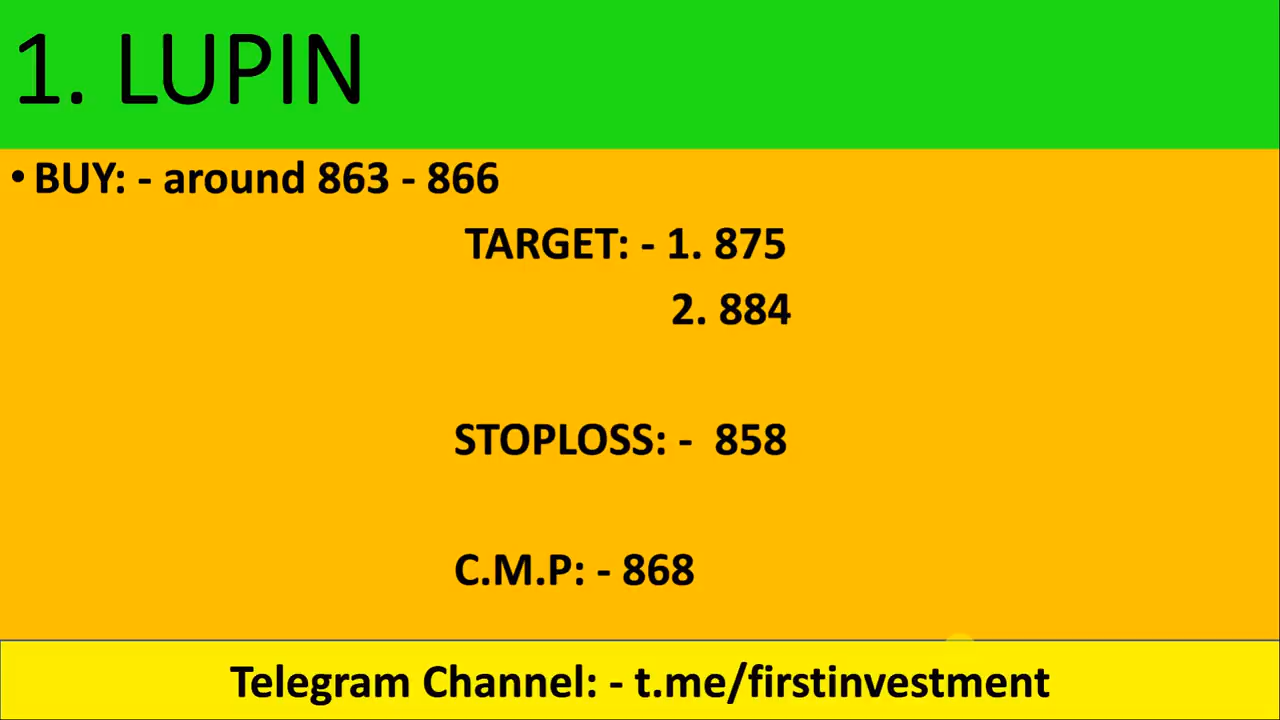 1. LUPIN
• BUY: - around 863 - 866
TARGET: - 1. 875
2. 884
STOPLOSS: - 858
C.M.P: - 868
Telegram Channel: - t.me/firstinvestment